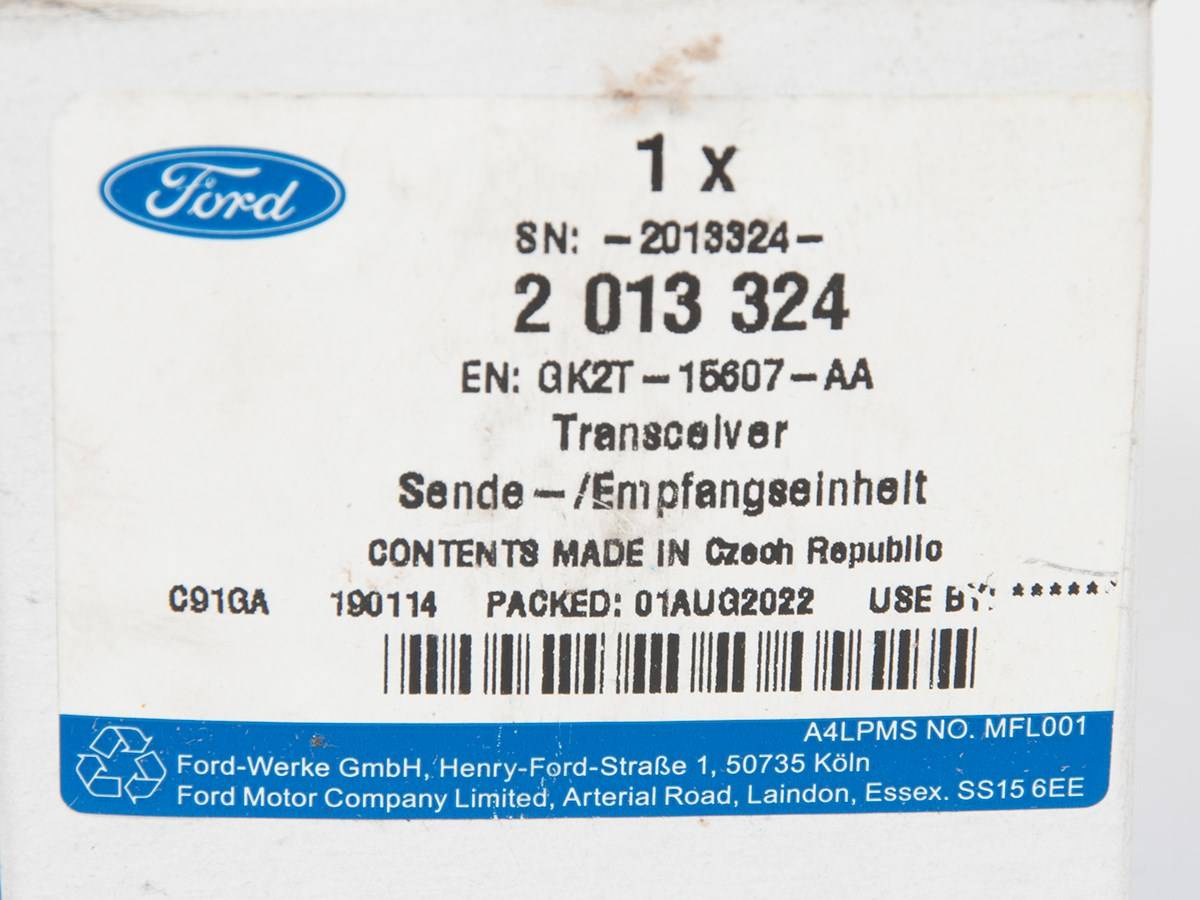 Ford
1 x
SN: -2013324-
2 013 324
EN: GK2T-15607-AA
Transceiver
Sende-/Empfangseinheit
CONTENTS MADE IN Czech Republic
C91GA 190114 PACKED: 01AUG2022 USE BY: *****
A4LPMS NO. MFL001
Ford-Werke GmbH, Henry-Ford-Straße 1, 50735 Köln
Ford Motor Company Limited, Arterial Road, Laindon, Essex. SS15 6EE